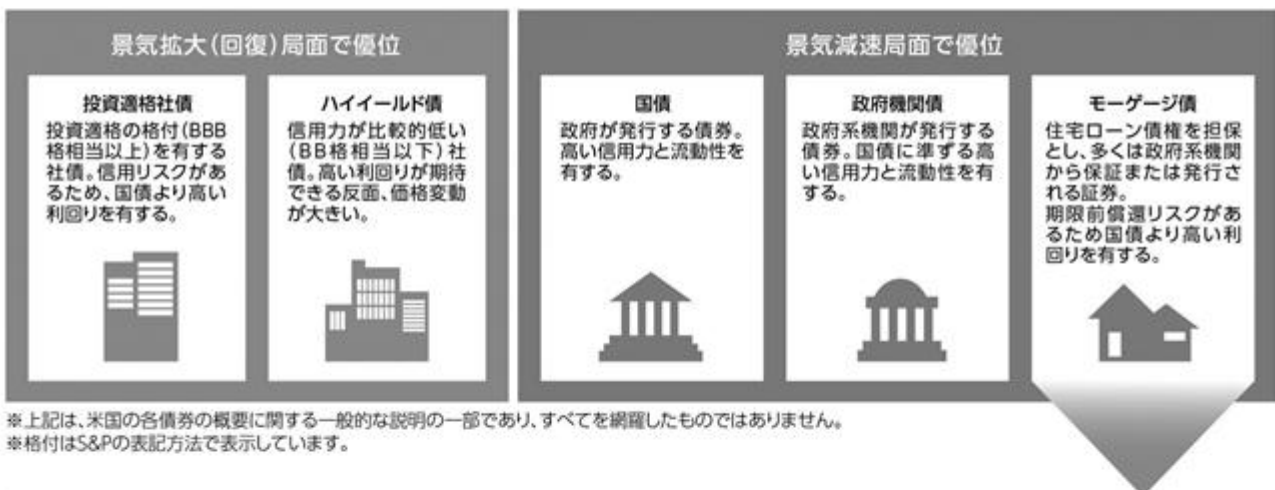 景気拡大(回復)局面で優位
投資適格社債
投資適格の格付(BBB
格相当以上)を有する
社債。信用リスクがあ
るため、国債より高い
利回りを有する。
ハイイールド債
信用力が比較的低い
(BB格相当以下)社
債。高い利回りが期待
できる反面、価格変動
が大きい。
景気減速局面で優位
国債
政府が発行する債券。
高い信用力と流動性を
有する。
政府機関債
政府系機関が発行する
債券。国債に準ずる高
い信用力と流動性を有
する。
モーゲージ債
住宅ローン債権を担保
とし、多くは政府系機関
から保証または発行さ
れる証券。
期限前償還リスクがあ
るため国債より高い利
回りを有する。
※上記は、米国の各債券の概要に関する一般的な説明の一部であり、すべてを網羅したものではありません。
※格付はS&Pの表記方法で表示しています。